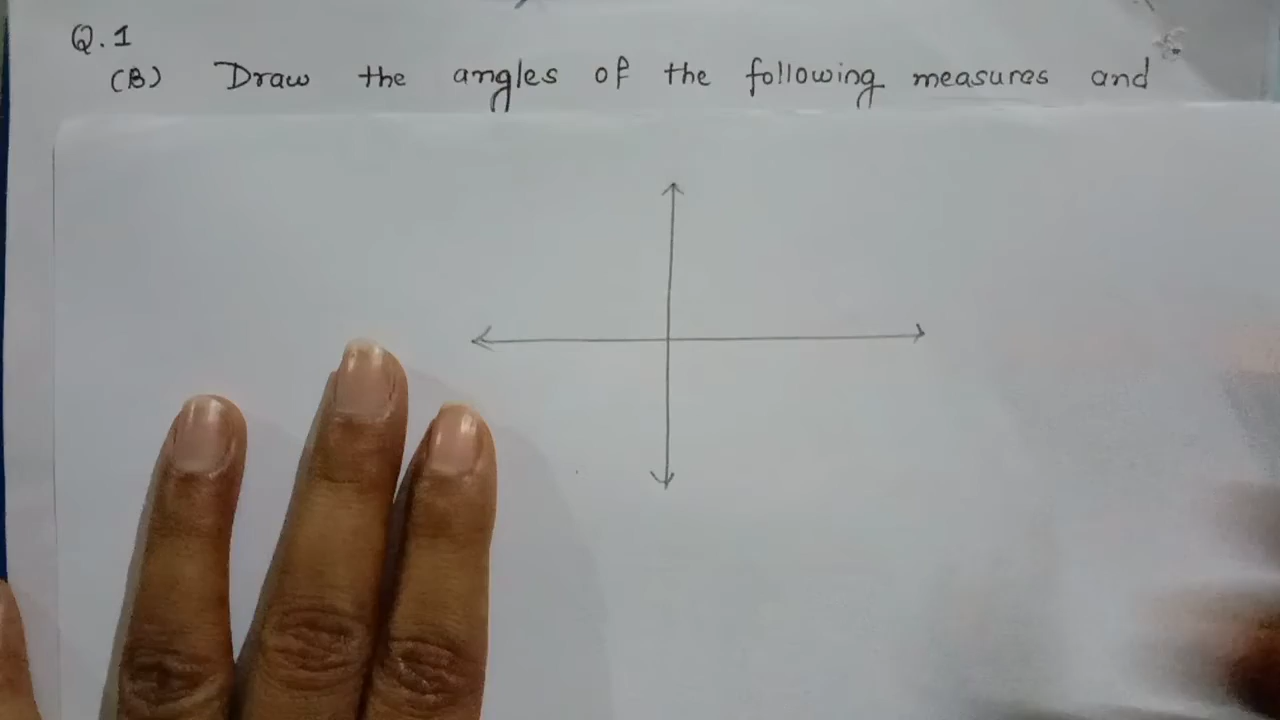 Q.1
(B) Draw the angles of the following measures and